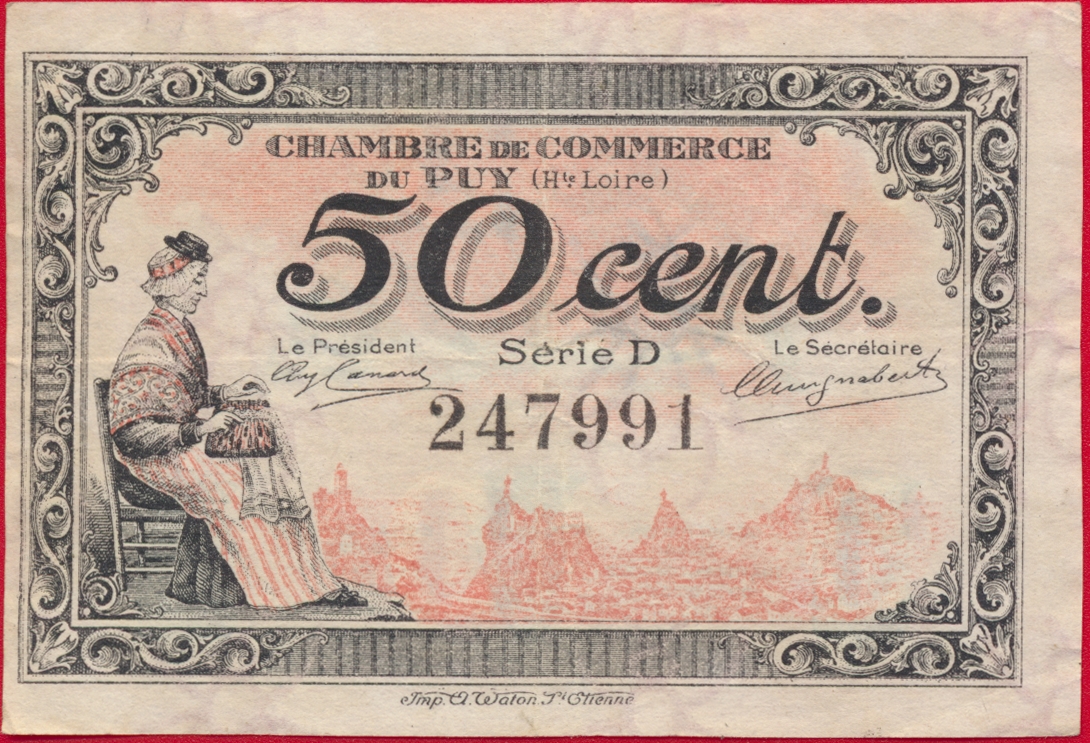 CHAMBRE DE COMMERCE
DU PUY (Hte Loire)
50 cent.
Le Président
Série D
Le Secrétaire
247991
Imp. A. Waton. St Etienne